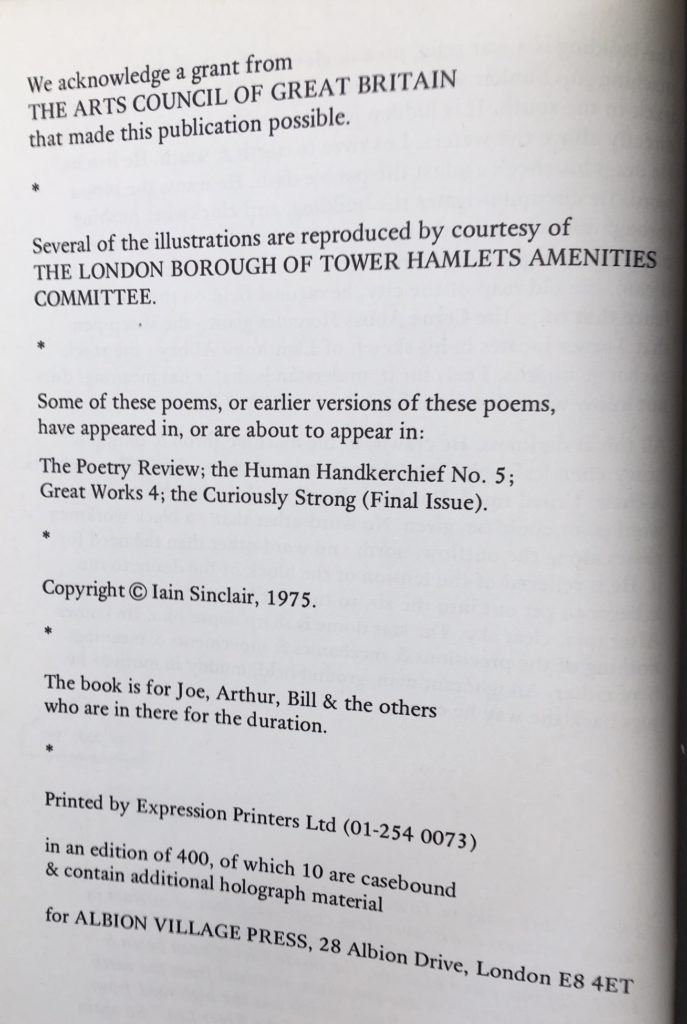 We acknowledge a grant from
THE ARTS COUNCIL OF GREAT BRITAIN
that made this publication possible.
*
Several of the illustrations are reproduced by courtesy of
THE LONDON BOROUGH OF TOWER HAMLETS AMENITIES
COMMITTEE.
*
Some of these poems, or earlier versions of these poems,
have appeared in, or are about to appear in:
The Poetry Review; the Human Handkerchief No. 5;
Great Works 4; the Curiously Strong (Final Issue).
*
Copyright © Iain Sinclair, 1975.
*
The book is for Joe, Arthur, Bill & the others
who are in there for the duration.
*
Printed by Expression Printers Ltd (01-254 0073)
in an edition of 400, of which 10 are casebound
& contain additional holograph material
for ALBION VILLAGE PRESS, 28 Albion Drive, London E8 4ET